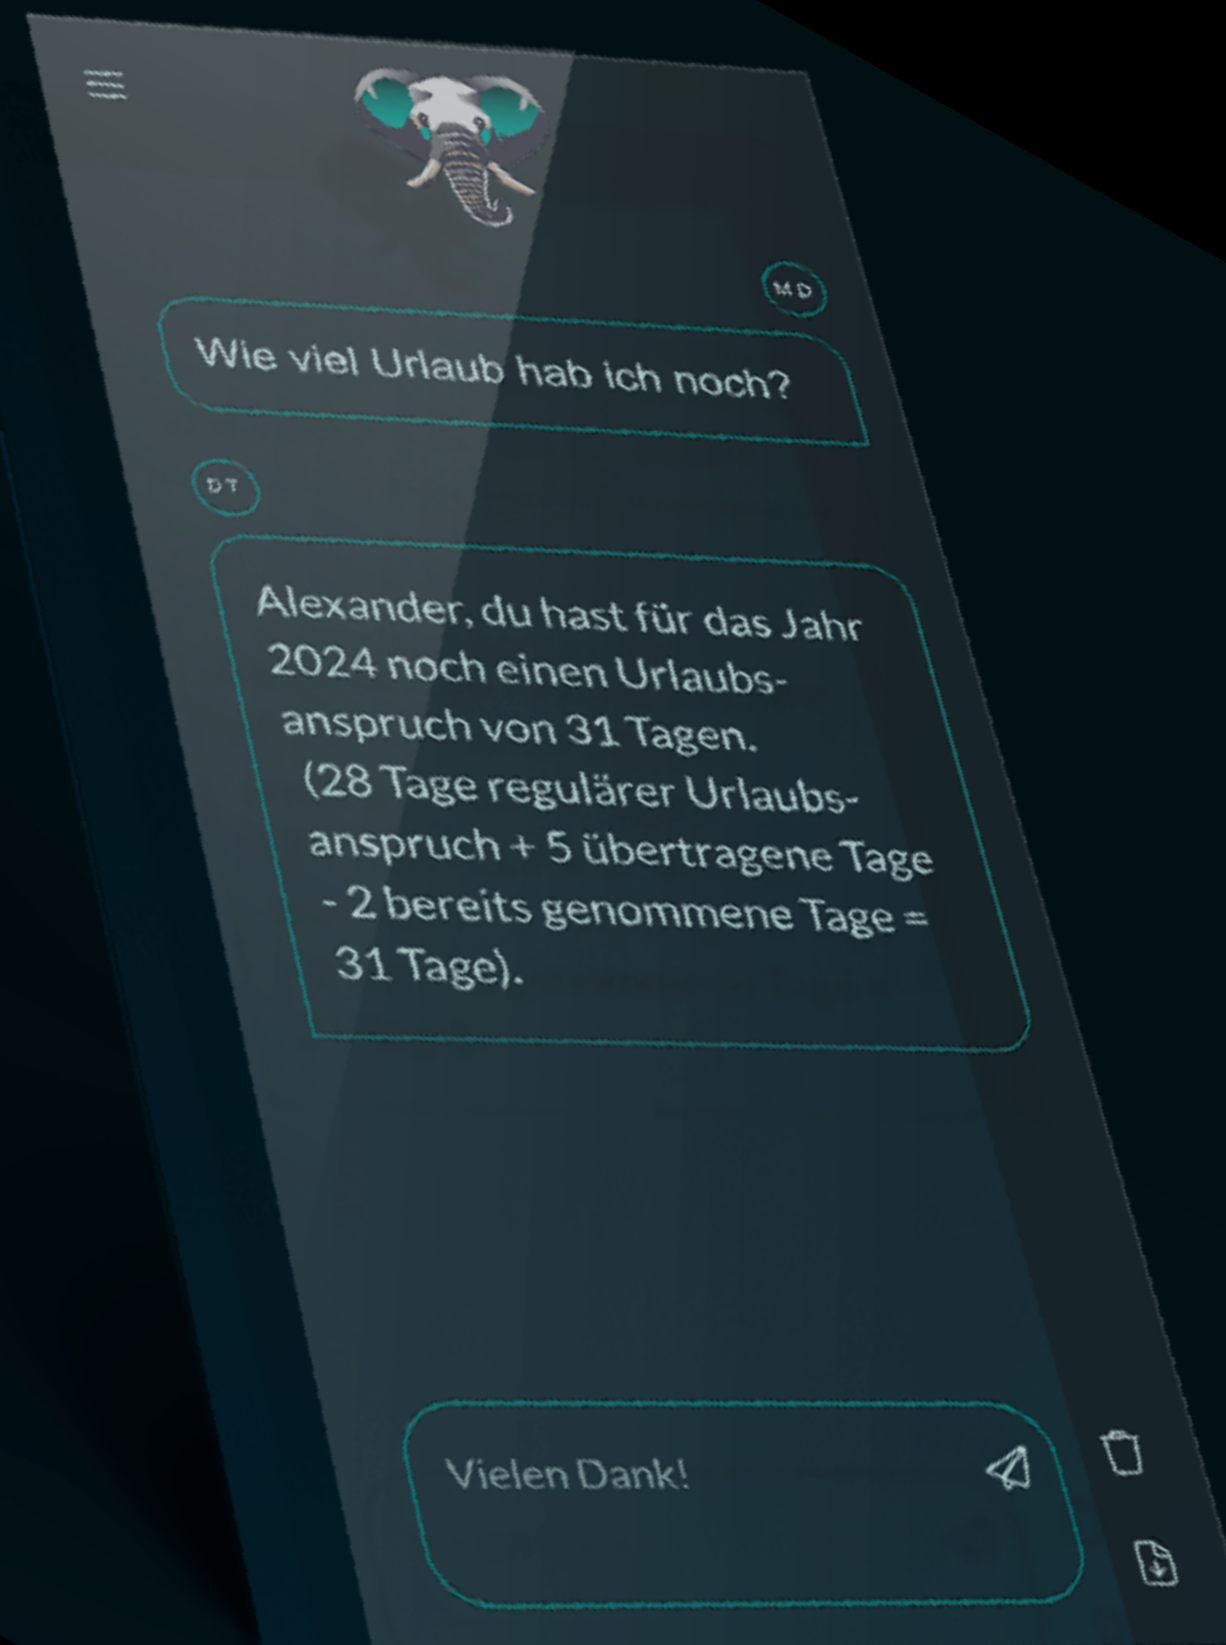 MD
Wie viel Urlaub hab ich noch?
DT
Alexander, du hast für das Jahr
2024 noch einen Urlaubs-
anspruch von 31 Tagen.
(28 Tage regulärer Urlaubs-
anspruch + 5 übertragene Tage
- 2 bereits genommene Tage =
31 Tage).
Vielen Dank!